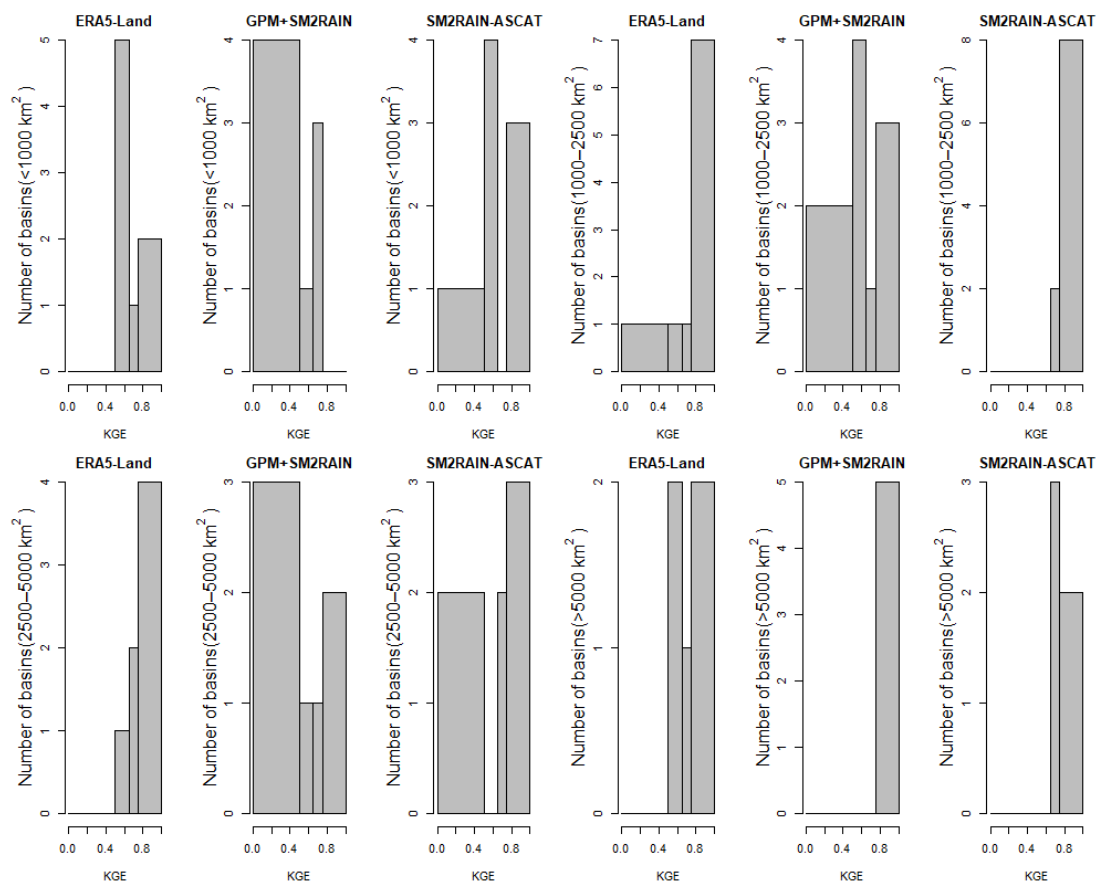 ERA5-Land GPM+SM2RAIN SM2RAIN-ASCAT ERA5-Land GPM+SM2RAIN SM2RAIN-ASCAT
Number of basins(<1000 km²)
0 1 2 3 4 5
0.0 0.4 0.8
KGE
Number of basins(<1000 km²)
0 1 2 3 4
0.0 0.4 0.8
KGE
Number of basins(<1000 km²)
0 1 2 3 4
0.0 0.4 0.8
KGE
Number of basins(1000–2500 km²)
0 1 2 3 4 5 6 7
0.0 0.4 0.8
KGE
Number of basins(1000–2500 km²)
0 1 2 3 4
0.0 0.4 0.8
KGE
Number of basins(1000–2500 km²)
0 2 4 6 8
0.0 0.4 0.8
KGE
ERA5-Land GPM+SM2RAIN SM2RAIN-ASCAT ERA5-Land GPM+SM2RAIN SM2RAIN-ASCAT
Number of basins(2500–5000 km²)
0 1 2 3 4
0.0 0.4 0.8
KGE
Number of basins(2500–5000 km²)
0 1 2 3
0.0 0.4 0.8
KGE
Number of basins(2500–5000 km²)
0 1 2 3
0.0 0.4 0.8
KGE
Number of basins(>5000 km²)
0 1 2
0.0 0.4 0.8
KGE
Number of basins(>5000 km²)
0 1 2 3 4 5
0.0 0.4 0.8
KGE
Number of basins(>5000 km²)
0 1 2 3
0.0 0.4 0.8
KGE